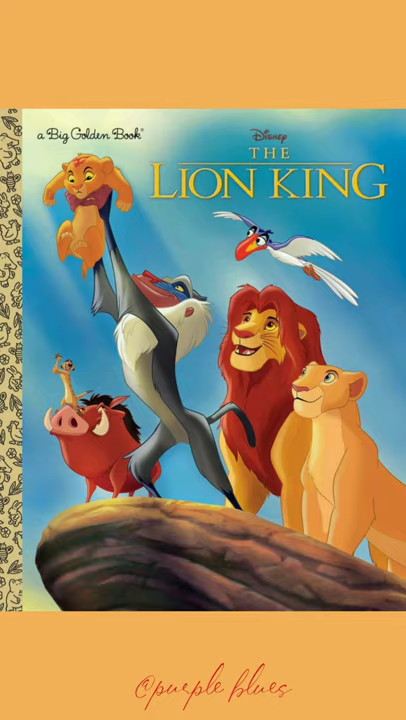 a Big Golden Book®
Disney
THE
LION KING
@purple blues